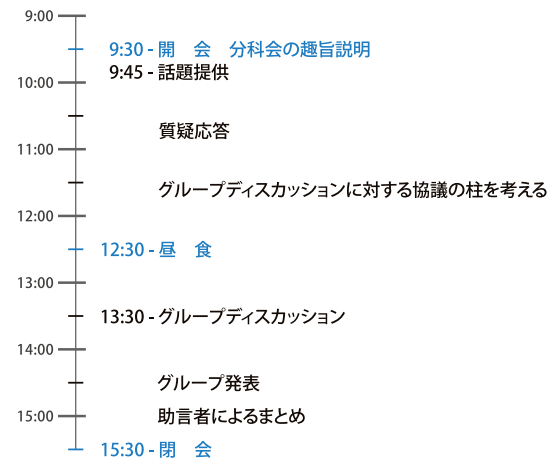 9:00
9:30 - 開　会　分科会の趣旨説明
9:45 - 話題提供
10:00
質疑応答
11:00
グループディスカッションに対する協議の柱を考える
12:00
12:30 - 昼　食
13:00
13:30 - グループディスカッション
14:00
グループ発表
15:00
助言者によるまとめ
15:30 - 閉　会